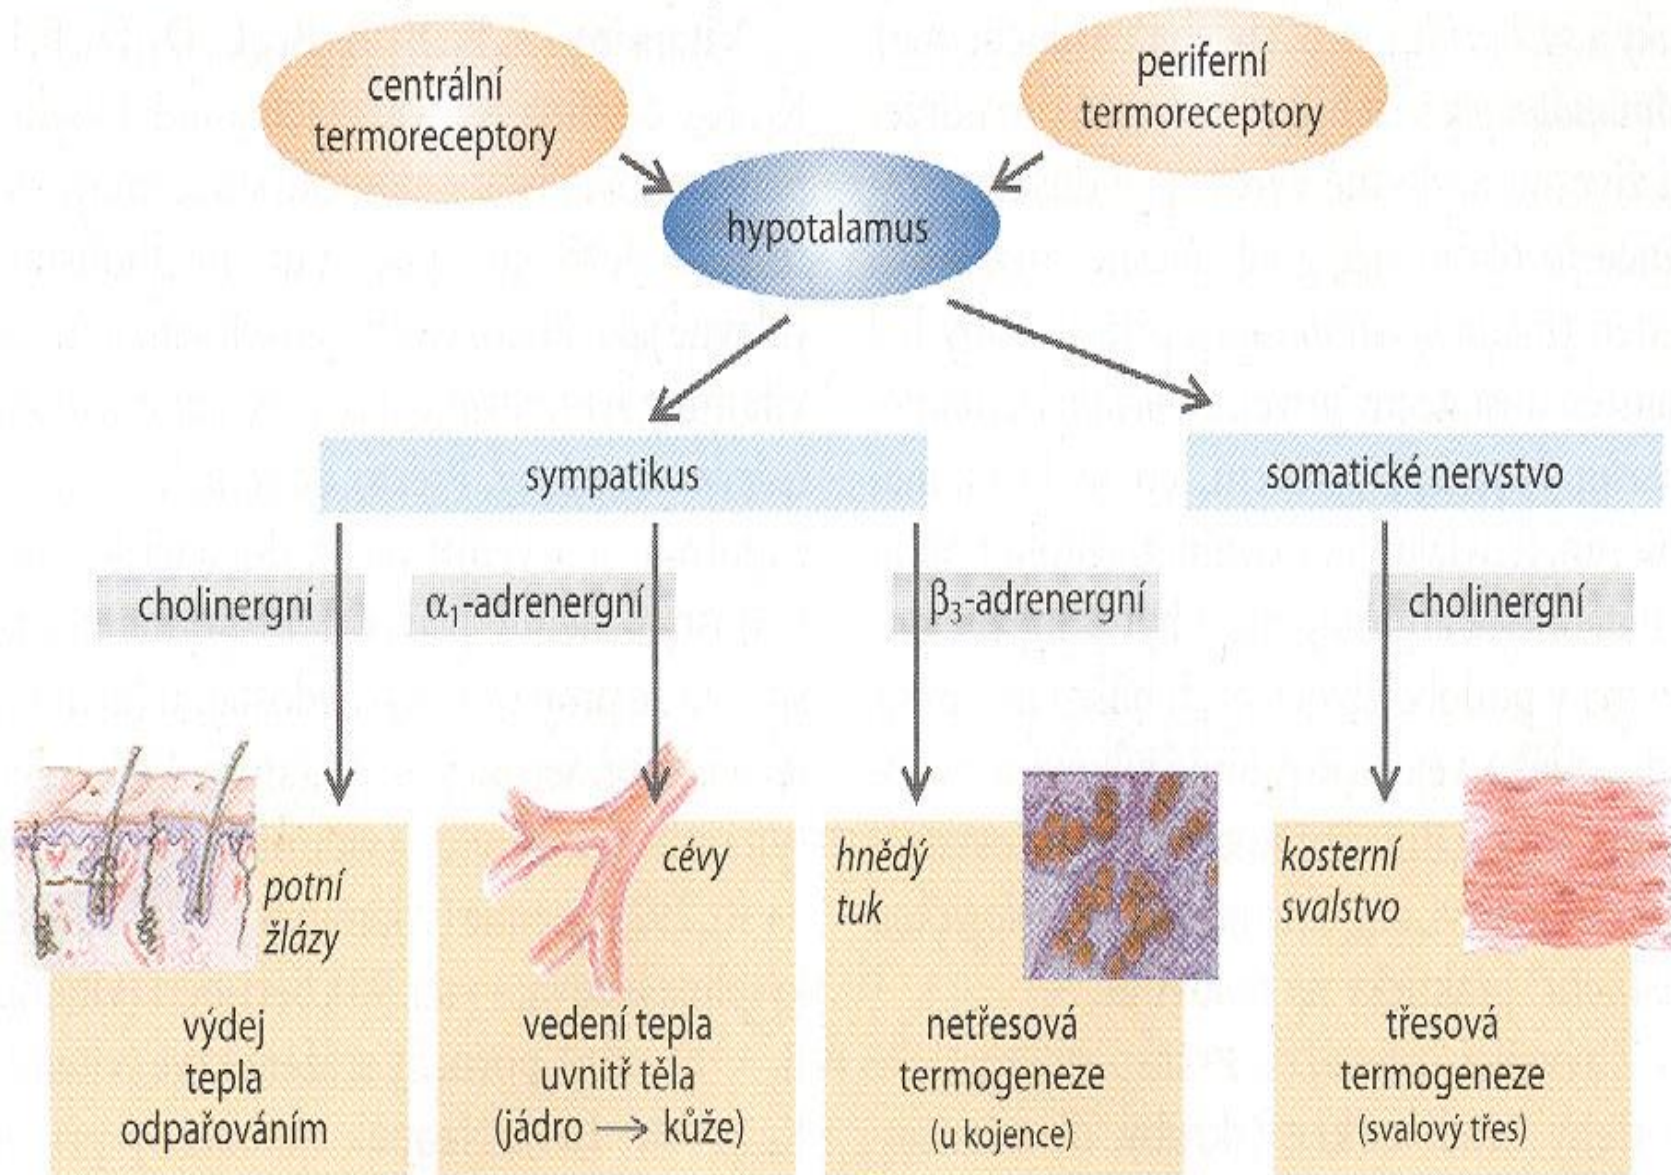 centrální
termoreceptory
periferní
termoreceptory
hypotalamus
sympatikus
somatické nervstvo
cholinergní
α₁-adrenergní
β₃-adrenergní
cholinergní
potní
žlázy
cévy
hnědý
tuk
kosterní
svalstvo
výdej
tepla
odpařováním
vedení tepla
uvnitř těla
(jádro → kůže)
netřesová
termogeneze
(u kojence)
třesová
termogeneze
(svalový třes)